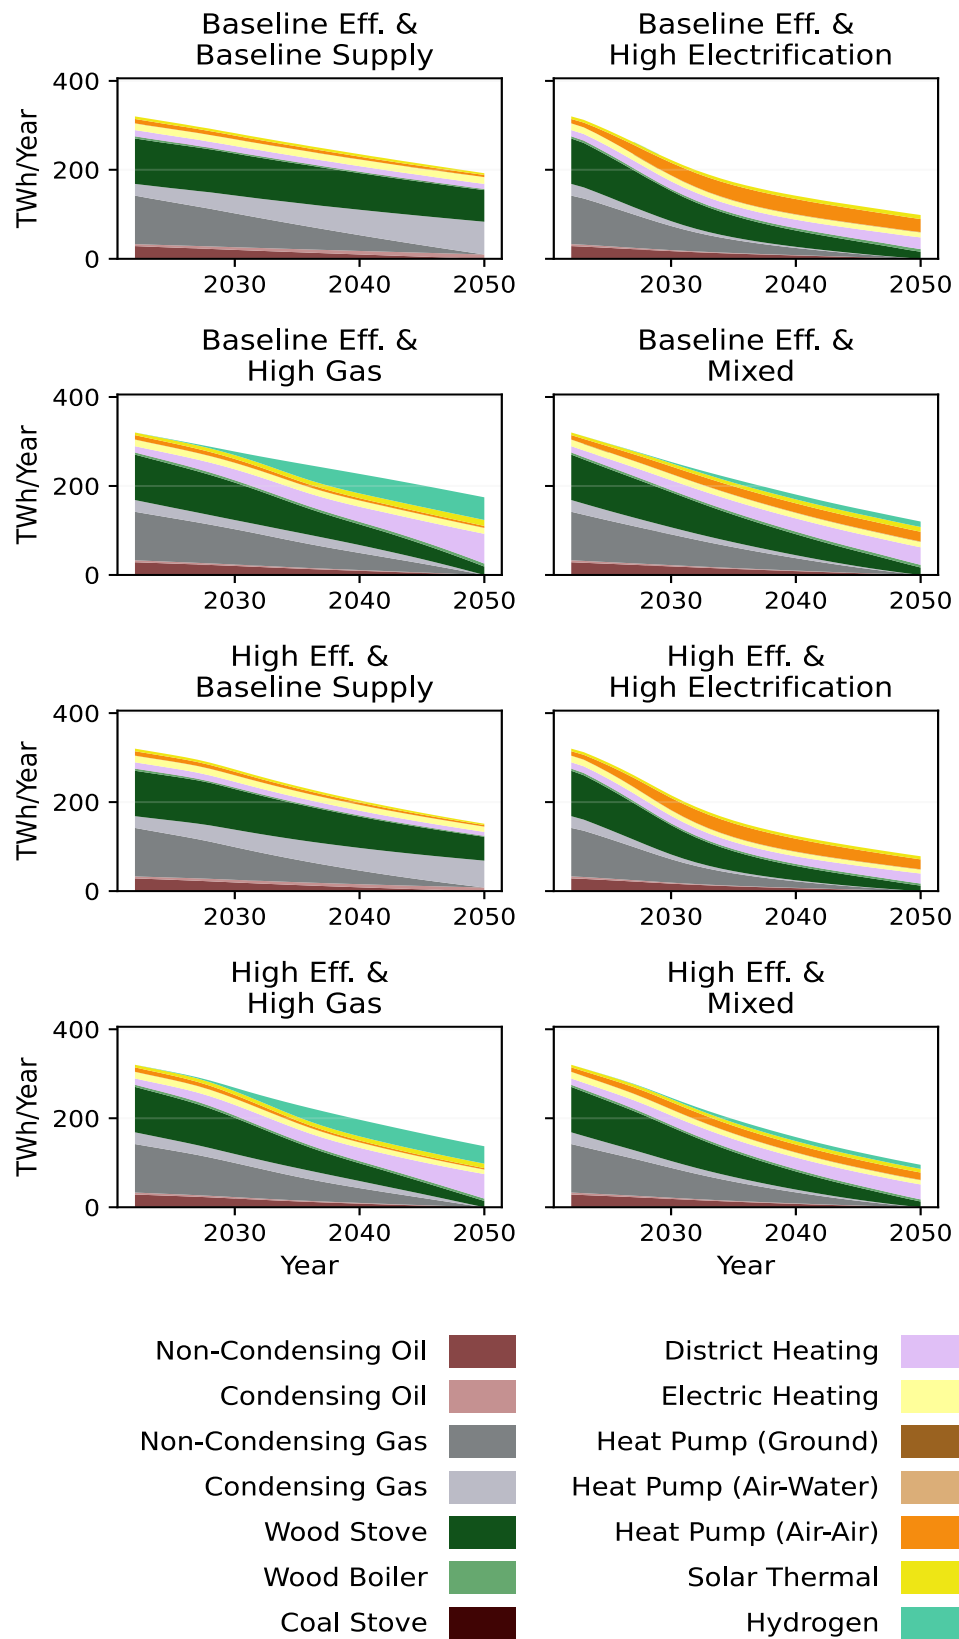 Baseline Eff. &
Baseline Supply
Baseline Eff. &
High Electrification
TWh/Year
400
200
0
2030
2040
2050
2030
2040
2050
Baseline Eff. &
High Gas
Baseline Eff. &
Mixed
TWh/Year
400
200
0
2030
2040
2050
2030
2040
2050
High Eff. &
Baseline Supply
High Eff. &
High Electrification
TWh/Year
400
200
0
2030
2040
2050
2030
2040
2050
High Eff. &
High Gas
High Eff. &
Mixed
TWh/Year
400
200
0
2030
2040
2050
2030
2040
2050
Year
Year
Non-Condensing Oil
Condensing Oil
Non-Condensing Gas
Condensing Gas
Wood Stove
Wood Boiler
Coal Stove
District Heating
Electric Heating
Heat Pump (Ground)
Heat Pump (Air-Water)
Heat Pump (Air-Air)
Solar Thermal
Hydrogen